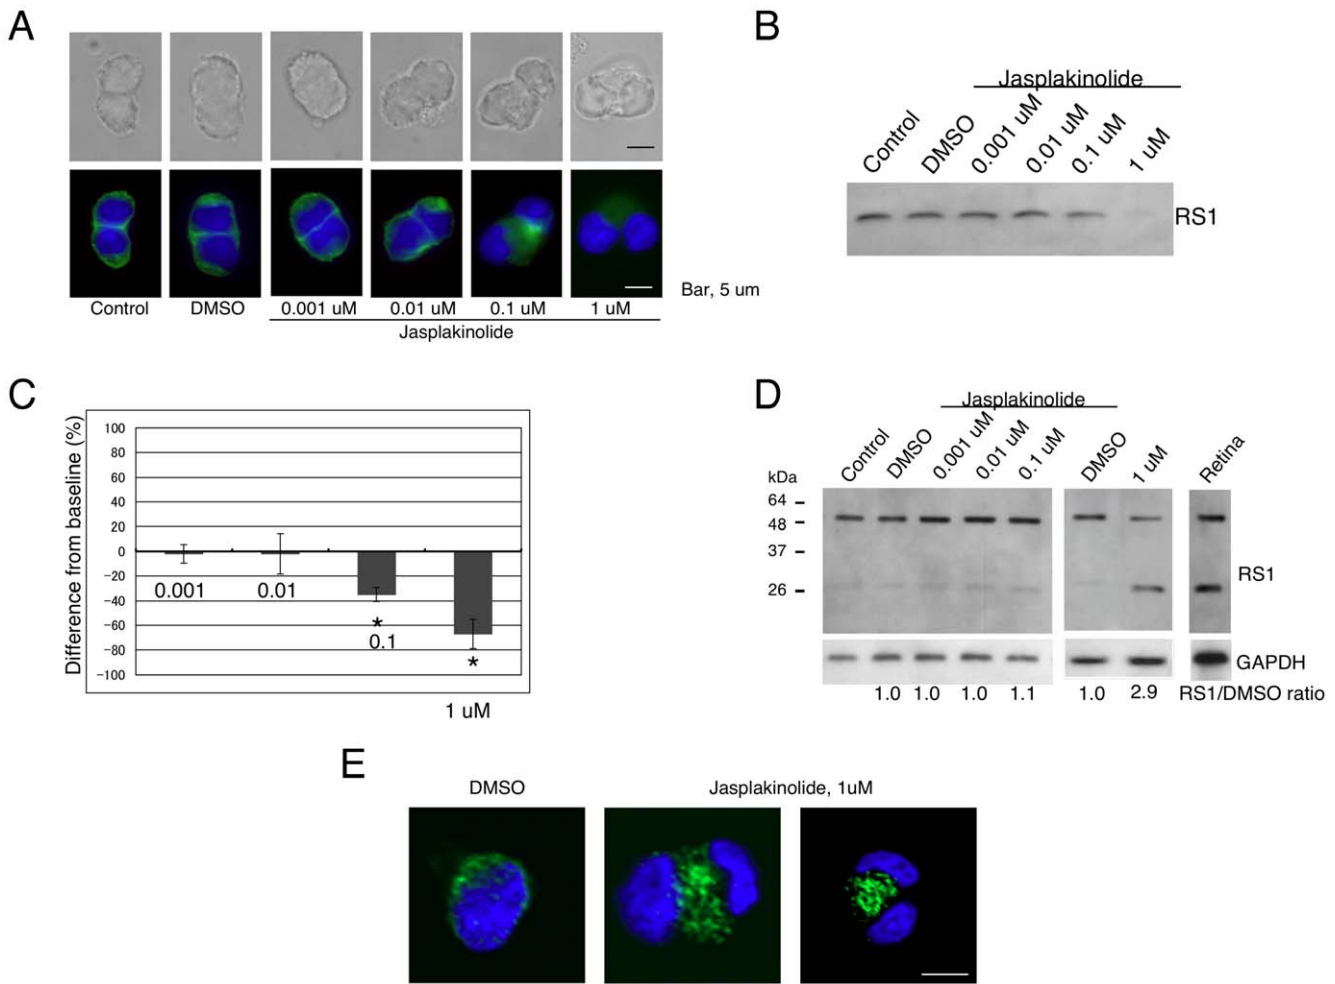 A
Control
DMSO
0.001 uM
0.01 uM
0.1 uM
1 uM
Jasplakinolide
Bar, 5 um
B
Jasplakinolide
Control
DMSO
0.001 uM
0.01 uM
0.1 uM
1 uM
RS1
C
Difference from baseline (%)
100
80
60
40
20
0
−20
−40
−60
−80
−100
0.001
0.01
*
0.1
*
1 uM
D
Jasplakinolide
Control
DMSO
0.001 uM
0.01 uM
0.1 uM
DMSO
1 uM
Retina
kDa
64
48
37
26
RS1
GAPDH
1.0 1.0 1.0 1.1 1.0 2.9 RS1/DMSO ratio
E
DMSO
Jasplakinolide, 1uM